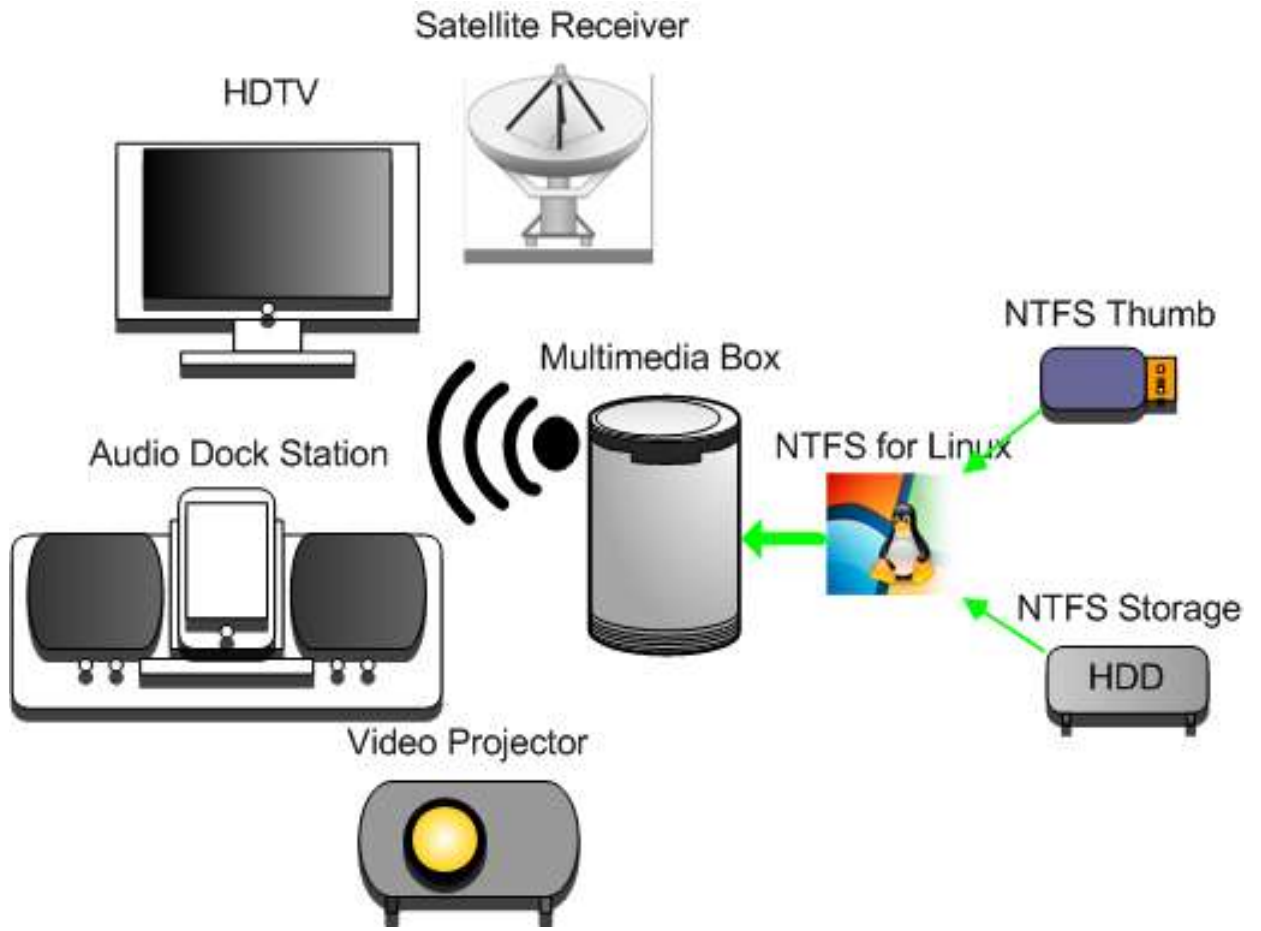 Satellite Receiver
HDTV
NTFS Thumb
Multimedia Box
Audio Dock Station
NTFS for Linux
NTFS Storage
HDD
Video Projector